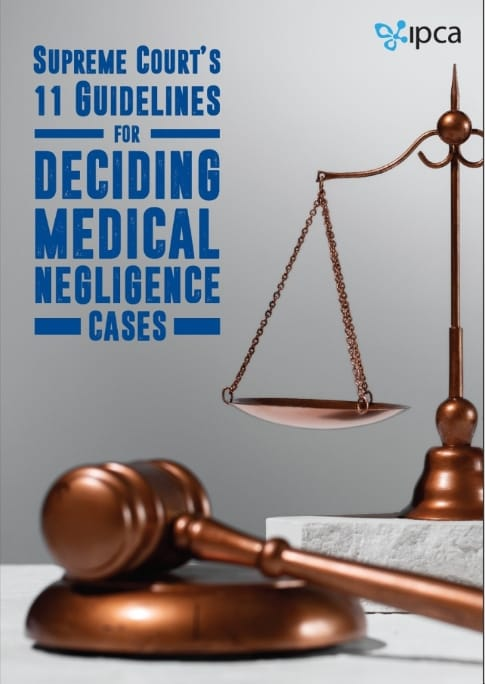 ipca
Supreme Court's
11 Guidelines
for
Deciding
Medical
Negligence
Cases